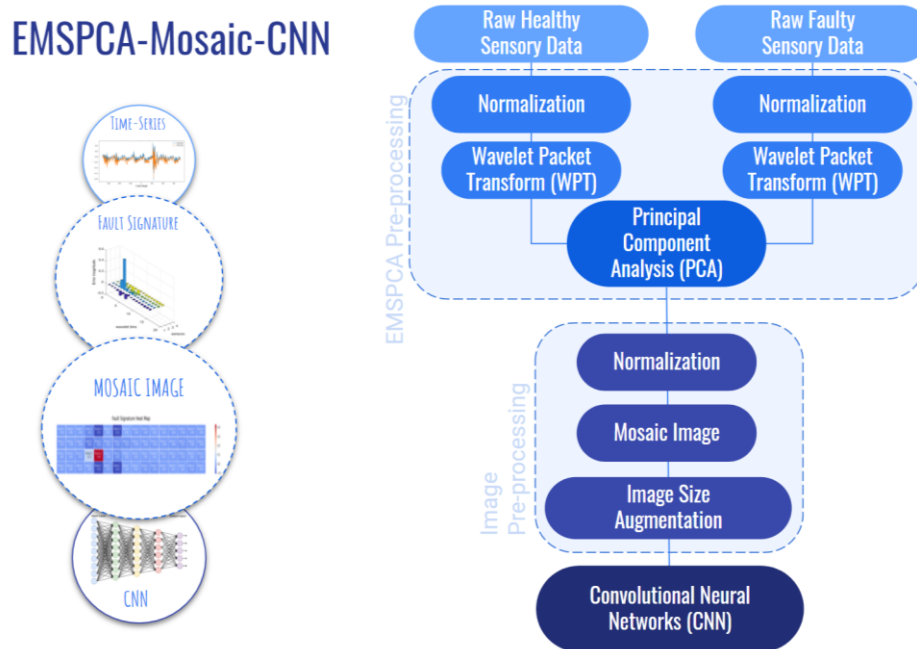 EMSPCA-Mosaic-CNN
TIME-SERIES
FAULT SIGNATURE
MOSAIC IMAGE
Fault Signature Heat Map
CNN
Raw Healthy
Sensory Data
Raw Faulty
Sensory Data
EMSPCA Pre-processing
Normalization
Normalization
Wavelet Packet
Transform (WPT)
Wavelet Packet
Transform (WPT)
Principal
Component
Analysis (PCA)
Image
Pre-processing
Normalization
Mosaic Image
Image Size
Augmentation
Convolutional Neural
Networks (CNN)